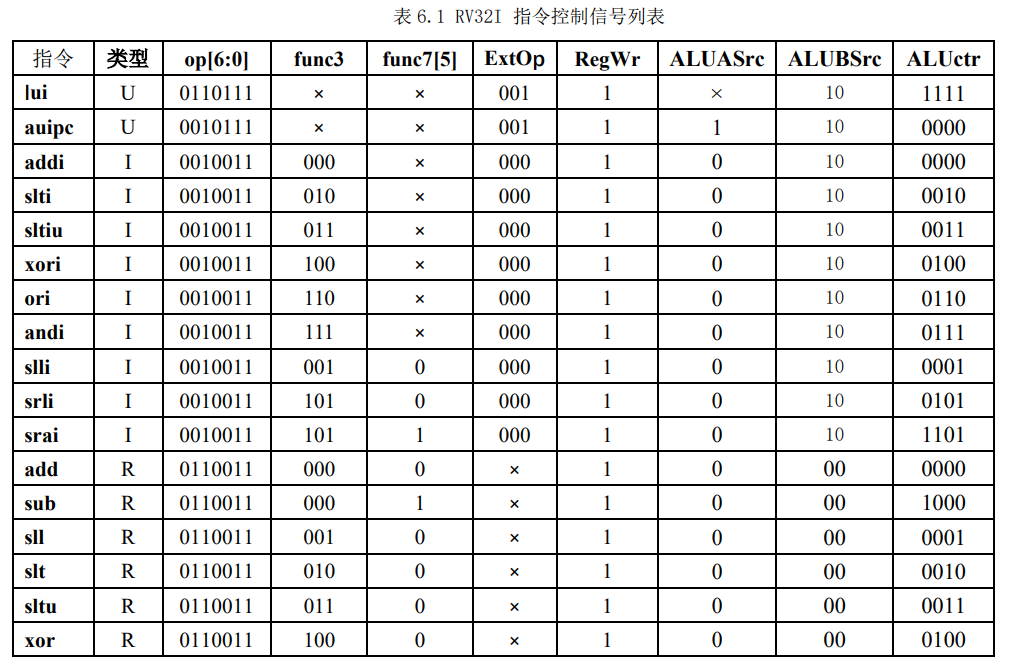 表 6.1 RV32I 指令控制信号列表
指令 类型 op[6:0] func3 func7[5] ExtOp RegWr ALUASrc ALUBSrc ALUctr
lui U 0110111 × × 001 1 × 10 1111
auipc U 0010111 × × 001 1 1 10 0000
addi I 0010011 000 × 000 1 0 10 0000
slti I 0010011 010 × 000 1 0 10 0010
sltiu I 0010011 011 × 000 1 0 10 0011
xori I 0010011 100 × 000 1 0 10 0100
ori I 0010011 110 × 000 1 0 10 0110
andi I 0010011 111 × 000 1 0 10 0111
slli I 0010011 001 0 000 1 0 10 0001
srli I 0010011 101 0 000 1 0 10 0101
srai I 0010011 101 1 000 1 0 10 1101
add R 0110011 000 0 × 1 0 00 0000
sub R 0110011 000 1 × 1 0 00 1000
sll R 0110011 001 0 × 1 0 00 0001
slt R 0110011 010 0 × 1 0 00 0010
sltu R 0110011 011 0 × 1 0 00 0011
xor R 0110011 100 0 × 1 0 00 0100